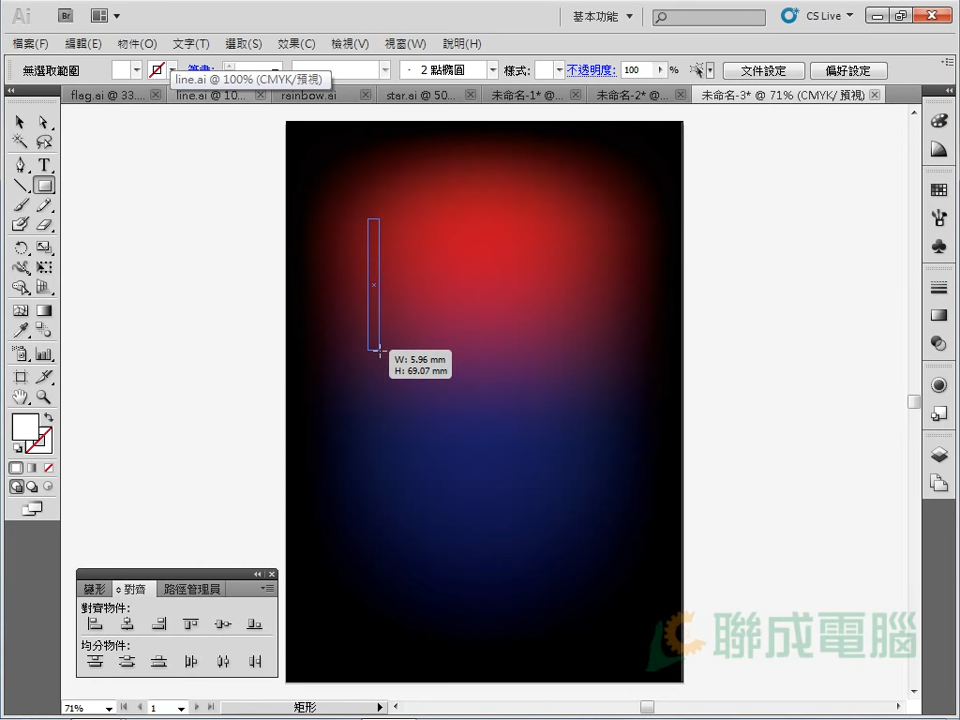 Ai Br 基本功能 CS Live
檔案(F) 編輯(E) 物件(O) 文字(T) 選取(S) 效果(C) 檢視(V) 視窗(W) 說明(H)
無選取範圍 2 點橢圓 樣式: 不透明度: 100 % 文件設定 偏好設定
line.ai @ 100% (CMYK/預視)
flag.ai @ 33.... line.ai @ 10... rainbow.ai star.ai @ 50... 未命名-1* @... 未命名-2* @... 未命名-3* @ 71% (CMYK/ 預視)
W: 5.96 mm
H: 69.07 mm
變形 對齊 路徑管理員
對齊物件:
均分物件:
聯成電腦
71% 1 矩形